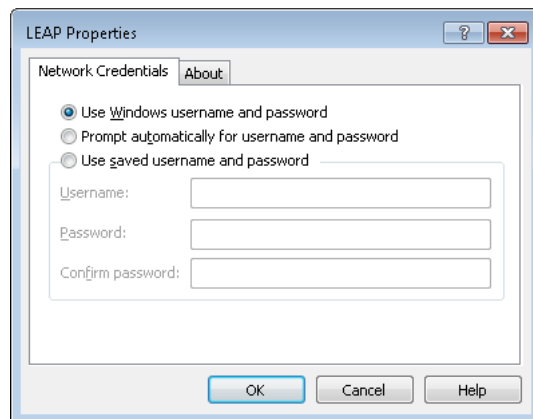 LEAP Properties
Network Credentials About
Use Windows username and password
Prompt automatically for username and password
Use saved username and password
Username:
Password:
Confirm password:
OK Cancel Help